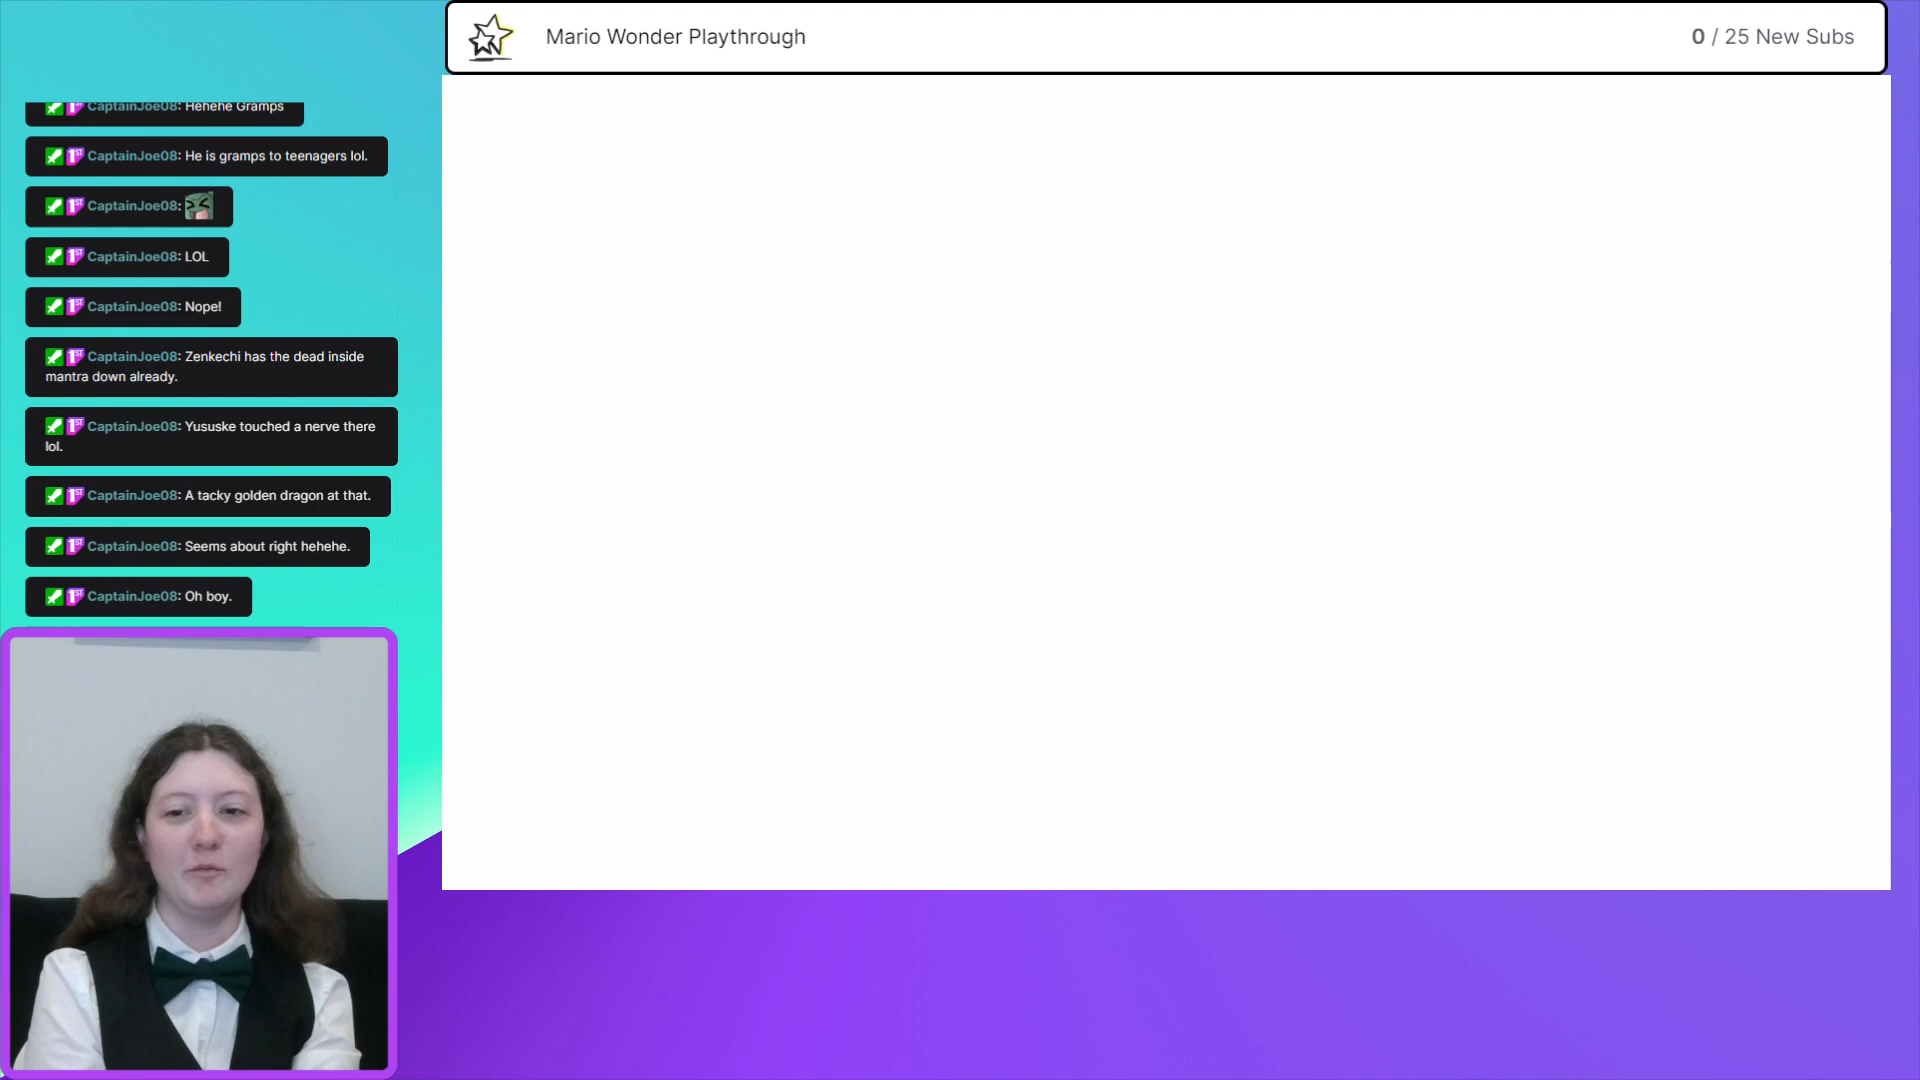 Mario Wonder Playthrough
0 / 25 New Subs
CaptainJoe08: Hehehe Gramps
CaptainJoe08: He is gramps to teenagers lol.
CaptainJoe08:
CaptainJoe08: LOL
CaptainJoe08: Nope!
CaptainJoe08: Zenkechi has the dead inside
mantra down already.
CaptainJoe08: Yususke touched a nerve there
lol.
CaptainJoe08: A tacky golden dragon at that.
CaptainJoe08: Seems about right hehehe.
CaptainJoe08: Oh boy.